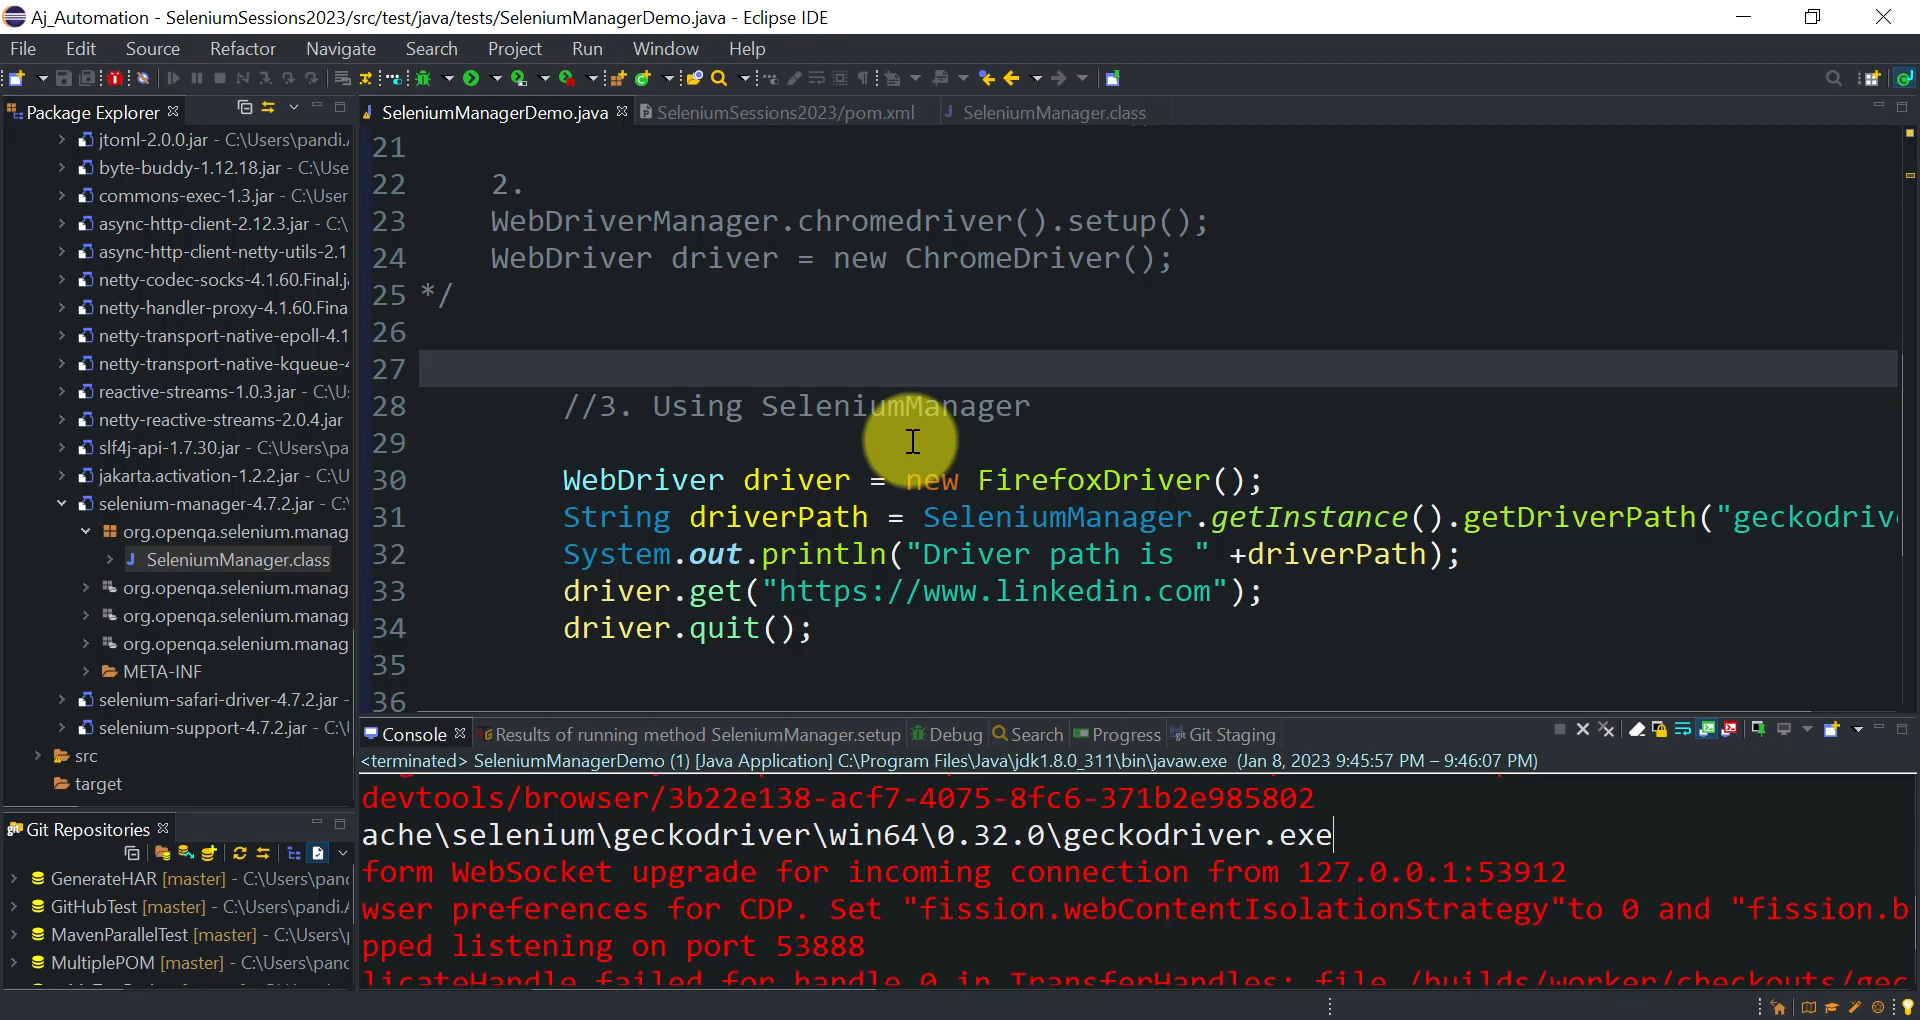 Aj_Automation - SeleniumSessions2023/src/test/java/tests/SeleniumManagerDemo.java - Eclipse IDE
File Edit Source Refactor Navigate Search Project Run Window Help
Package Explorer
jtoml-2.0.0.jar - C:\Users\pandi.
byte-buddy-1.12.18.jar - C:\Use
commons-exec-1.3.jar - C:\User
async-http-client-2.12.3.jar - C:\
async-http-client-netty-utils-2.1
netty-codec-socks-4.1.60.Final.j
netty-handler-proxy-4.1.60.Fina
netty-transport-native-epoll-4.1
netty-transport-native-kqueue-4
reactive-streams-1.0.3.jar - C:\U
netty-reactive-streams-2.0.4.jar
slf4j-api-1.7.30.jar - C:\Users\pa
jakarta.activation-1.2.2.jar - C:\U
selenium-manager-4.7.2.jar - C:\
org.openqa.selenium.manag
SeleniumManager.class
org.openqa.selenium.manag
org.openqa.selenium.manag
org.openqa.selenium.manag
META-INF
selenium-safari-driver-4.7.2.jar -
selenium-support-4.7.2.jar - C:\
src
target
Git Repositories
GenerateHAR [master] - C:\Users\panc
GitHubTest [master] - C:\Users\pandi.
MavenParallelTest [master] - C:\Users\
MultiplePOM [master] - C:\Users\panc
SeleniumManagerDemo.java SeleniumSessions2023/pom.xml SeleniumManager.class
21
22 2.
23 WebDriverManager.chromedriver().setup();
24 WebDriver driver = new ChromeDriver();
25 */
26
27
28 //3. Using SeleniumManager
29
30 WebDriver driver = new FirefoxDriver();
31 String driverPath = SeleniumManager.getInstance().getDriverPath("geckodriv
32 System.out.println("Driver path is " +driverPath);
33 driver.get("https://www.linkedin.com");
34 driver.quit();
35
36
Console Results of running method SeleniumManager.setup Debug Search Progress Git Staging
<terminated> SeleniumManagerDemo (1) [Java Application] C:\Program Files\Java\jdk1.8.0_311\bin\javaw.exe (Jan 8, 2023 9:45:57 PM – 9:46:07 PM)
devtools/browser/3b22e138-acf7-4075-8fc6-371b2e985802
ache\selenium\geckodriver\win64\0.32.0\geckodriver.exe
form WebSocket upgrade for incoming connection from 127.0.0.1:53912
wser preferences for CDP. Set "fission.webContentIsolationStrategy"to 0 and "fission.b
pped listening on port 53888
licateHandle failed for handle 0 in TransferHandles: file /builds/worker/checkouts/gec